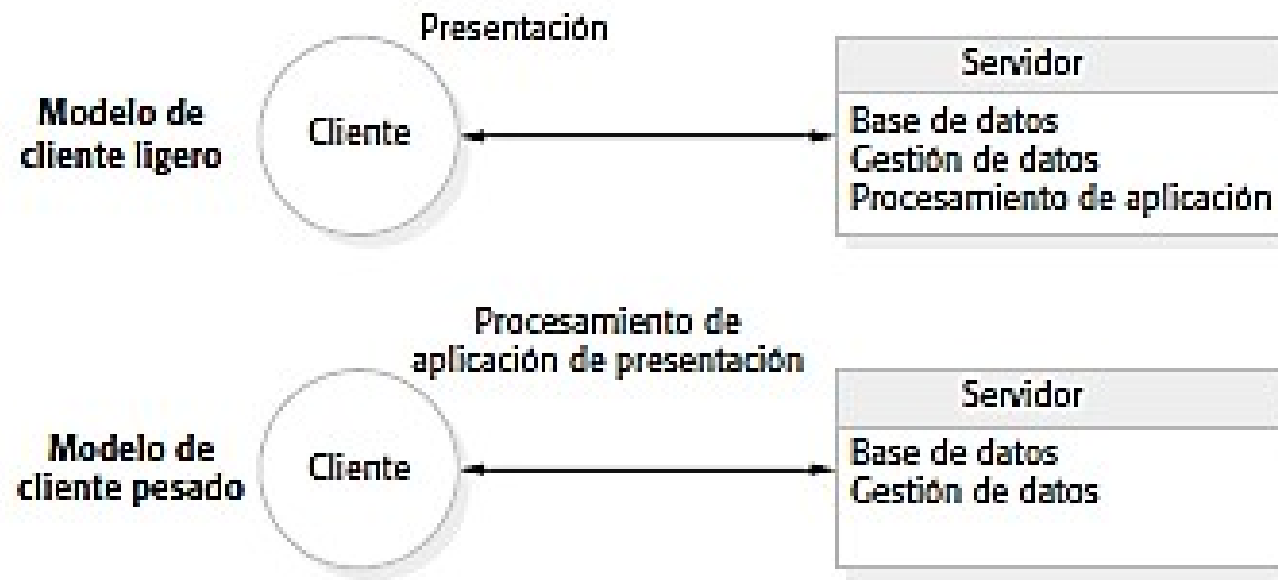 Presentación
Modelo de
cliente ligero
Cliente
Servidor
Base de datos
Gestión de datos
Procesamiento de aplicación
Procesamiento de
aplicación de presentación
Modelo de
cliente pesado
Cliente
Servidor
Base de datos
Gestión de datos